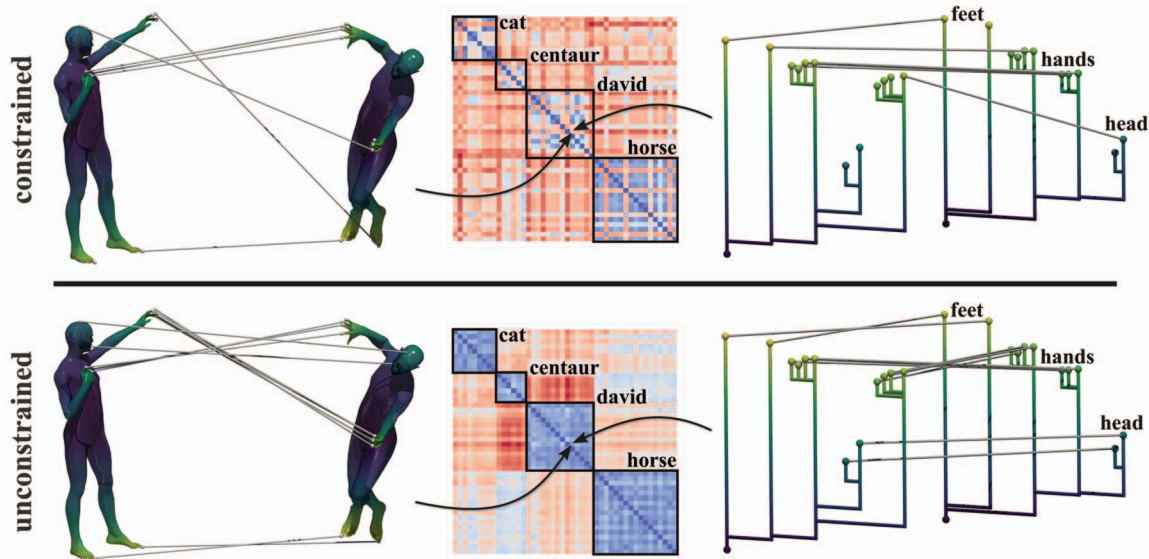 constrained
cat
centaur
david
horse
feet
hands
head
unconstrained
cat
centaur
david
horse
feet
hands
head